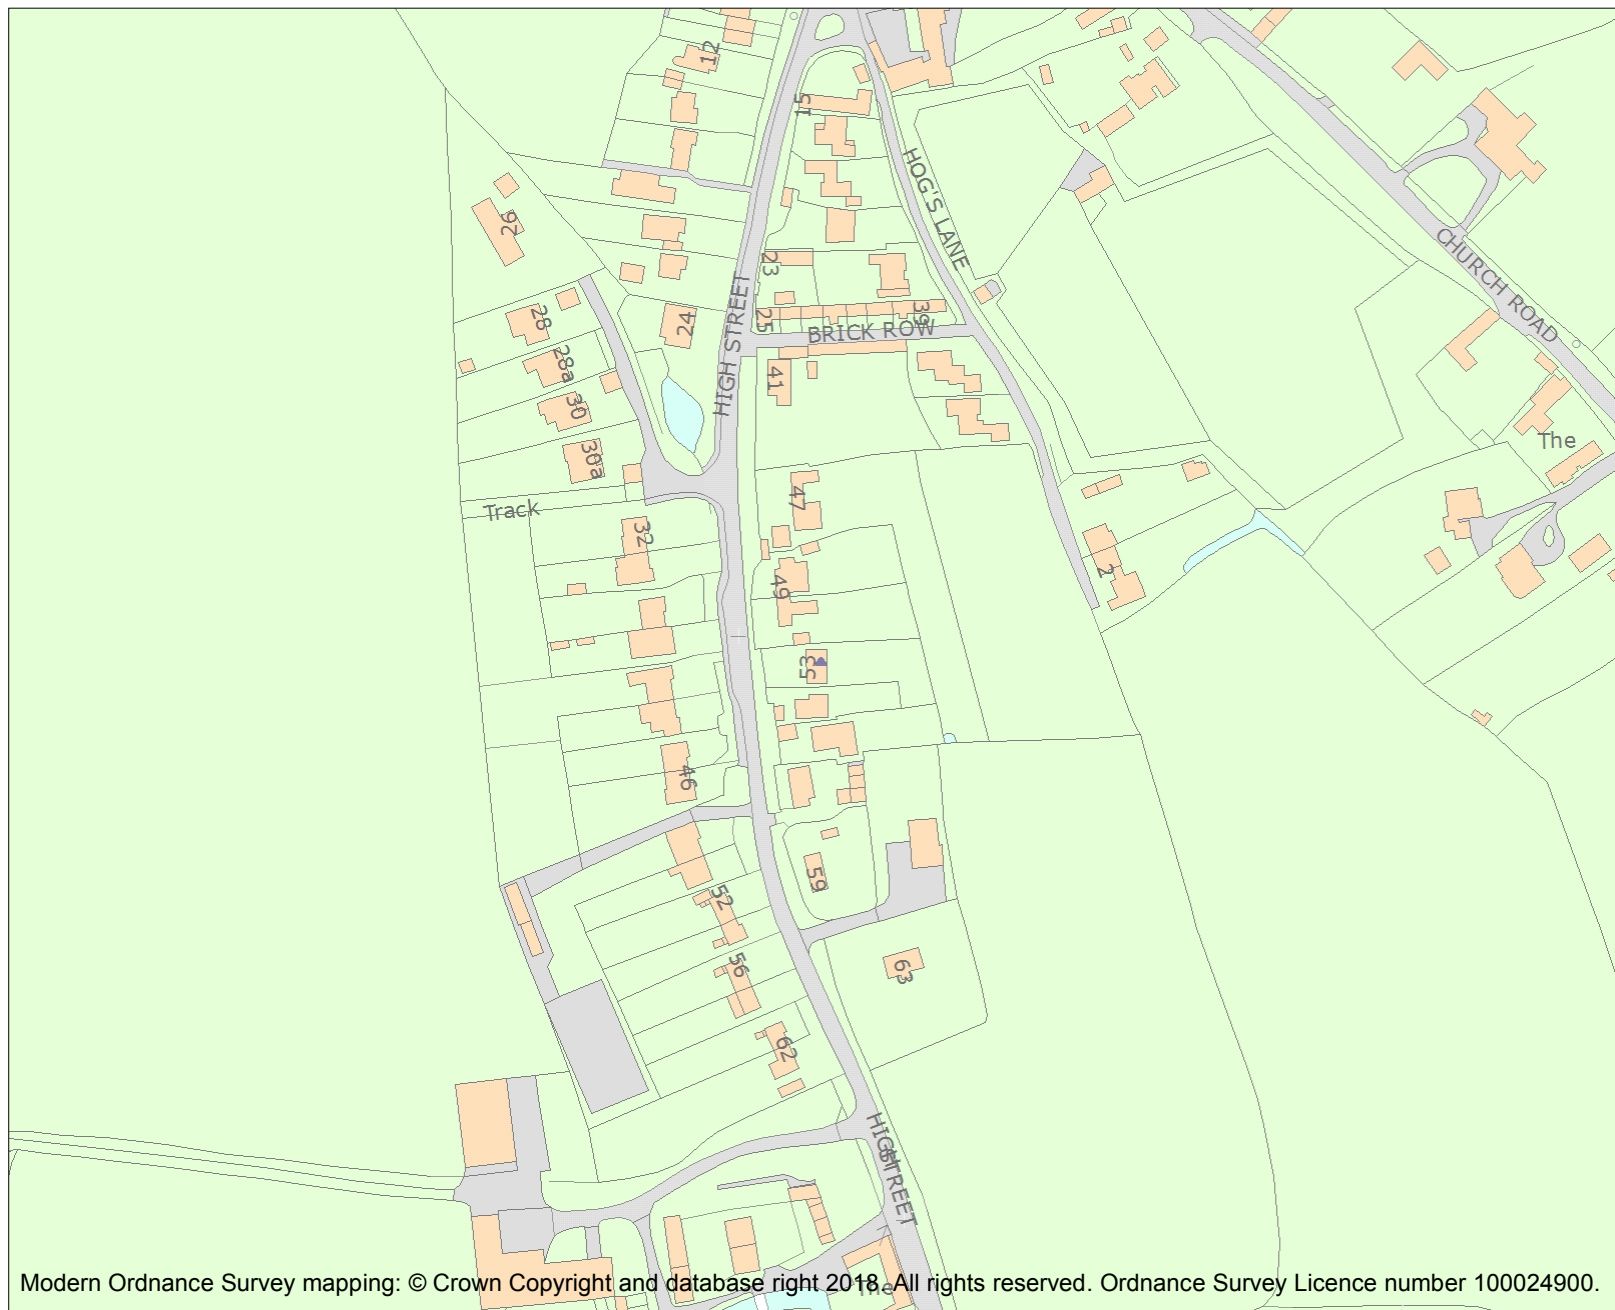 12
15
HOG'S LANE
26
CHURCH ROAD
23
HIGH STREET
28
24
25
39
BRICK ROW
28a
41
30
30a
The
47
Track
32
49
2
53
46
59
52
56
63
62
HIGH STREET
The
Modern Ordnance Survey mapping: © Crown Copyright and database right 2018. All rights reserved. Ordnance Survey Licence number 100024900.